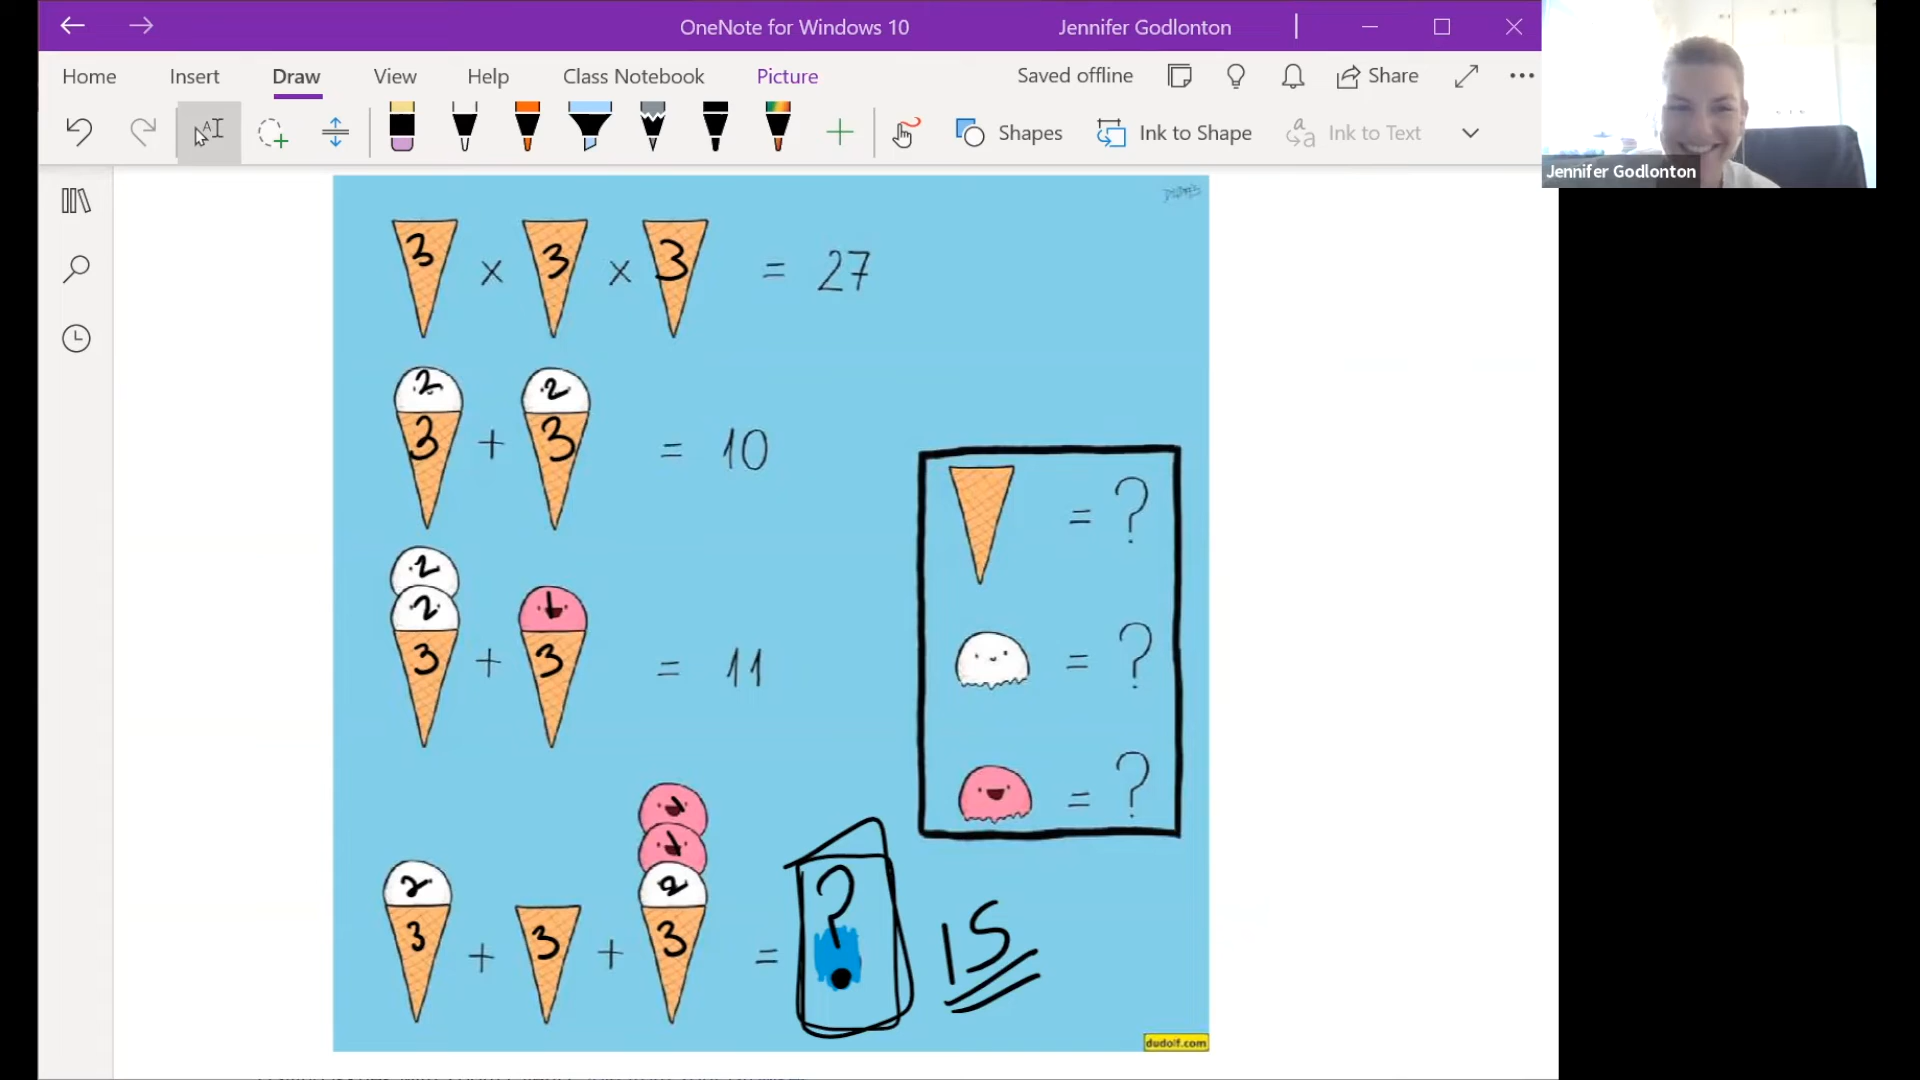 OneNote for Windows 10 Jennifer Godlonton
Home Insert Draw View Help Class Notebook Picture Saved offline Share
Shapes Ink to Shape Ink to Text
Jennifer Godlonton
3 x 3 x 3 = 27
2 2
3 + 3 = 10
= ?
2
2 1
3 + 3 = 11
= ?
= ?
1
1
2 2
3 + 3 + 3 = ? 15
dudolf.com